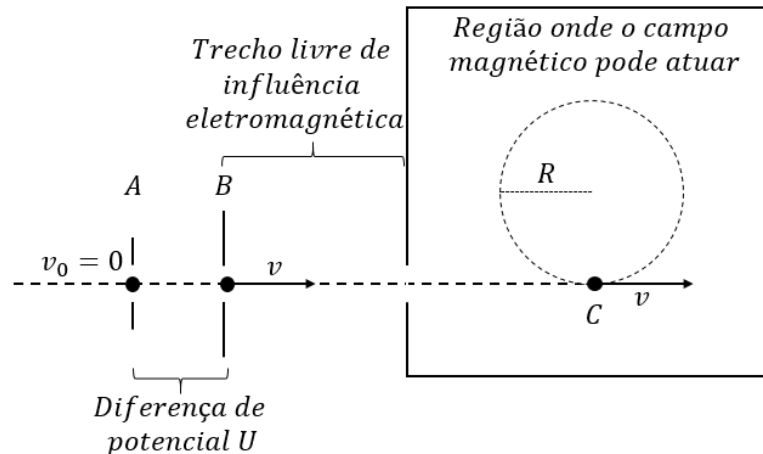 Trecho livre de
influência
eletromagnética
Região onde o campo
magnético pode atuar
A
B
R
v₀ = 0
v
v
C
Diferença de
potencial U